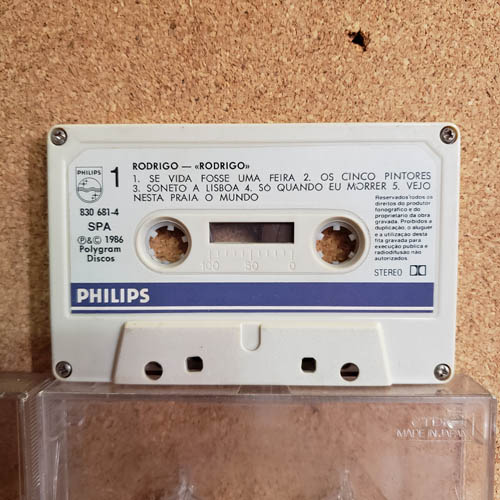 RODRIGO — «RODRIGO»
1. SE VIDA FOSSE UMA FEIRA 2. OS CINCO PINTORES
3. SONETO A LISBOA 4. SÓ QUANDO EU MORRER 5. VEJO
NESTA PRAIA O MUNDO
PHILIPS
1
830 681-4
SPA
℗&© 1986
Polygram
Discos
Reservados todos os
direitos do produtor
fonográfico e do
proprietário da obra
gravada. Proibidos a
duplicação, o aluguer
e a utilização desta
fita gravada para
execução pública e
radiodifusão não
autorizados.
STEREO
100 50 0
PHILIPS
MADE IN JAPAN